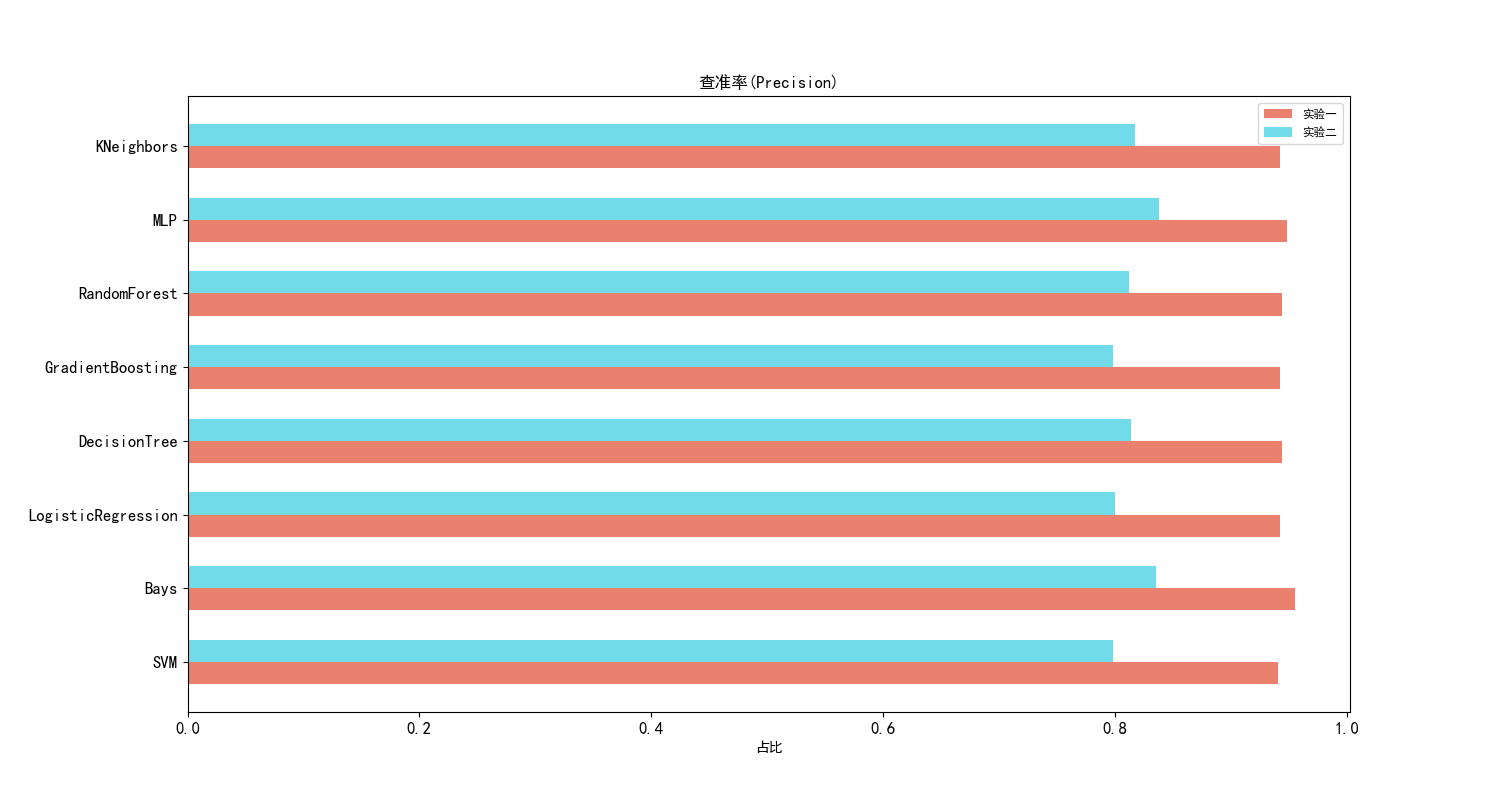 查准率(Precision)
实验一
实验二
KNeighbors
MLP
RandomForest
GradientBoosting
DecisionTree
LogisticRegression
Bays
SVM
0.0 0.2 0.4 0.6 0.8 1.0
占比